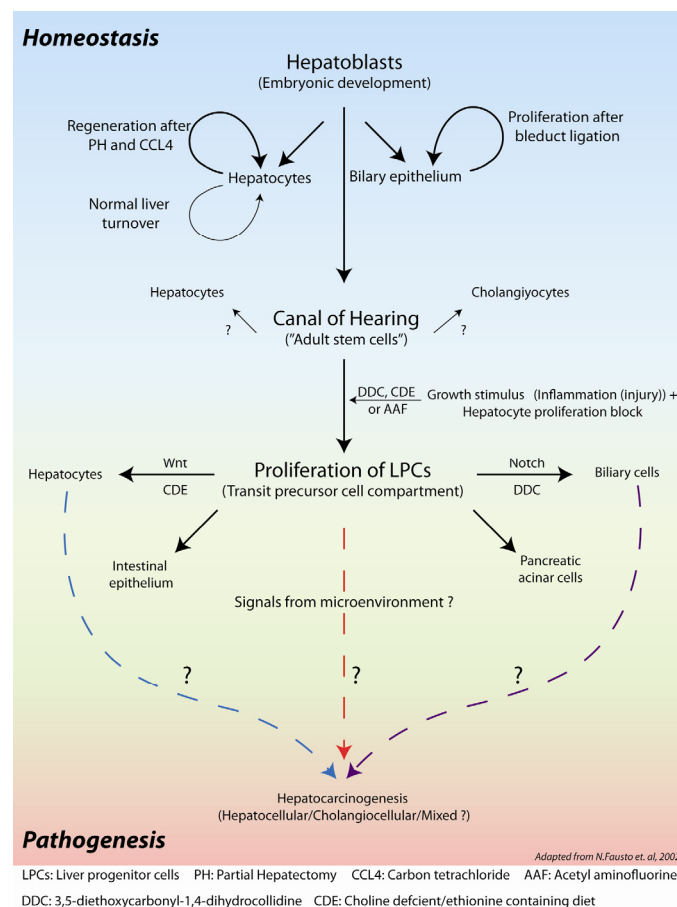 Homeostasis
Hepatoblasts
(Embryonic development)
Regeneration after
PH and CCL4
Proliferation after
bleduct ligation
Hepatocytes
Bilary epithelium
Normal liver
turnover
Hepatocytes
Cholangiyocytes
?
Canal of Hearing
?
("Adult stem cells")
DDC, CDE
or AAF
Growth stimulus (Inflammation (injury)) +
Hepatocyte proliferation block
Hepatocytes
Wnt
CDE
Proliferation of LPCs
(Transit precursor cell compartment)
Notch
DDC
Biliary cells
Intestinal
epithelium
Pancreatic
acinar cells
Signals from microenvironment ?
? ? ?
Hepatocarcinogenesis
(Hepatocellular/Cholangiocellular/Mixed ?)
Pathogenesis
Adapted from N.Fausto et. al, 2002
LPCs: Liver progenitor cells PH: Partial Hepatectomy CCL4: Carbon tetrachloride AAF: Acetyl aminofluorine
DDC: 3,5-diethoxycarbonyl-1,4-dihydrocollidine CDE: Choline defcient/ethionine containing diet